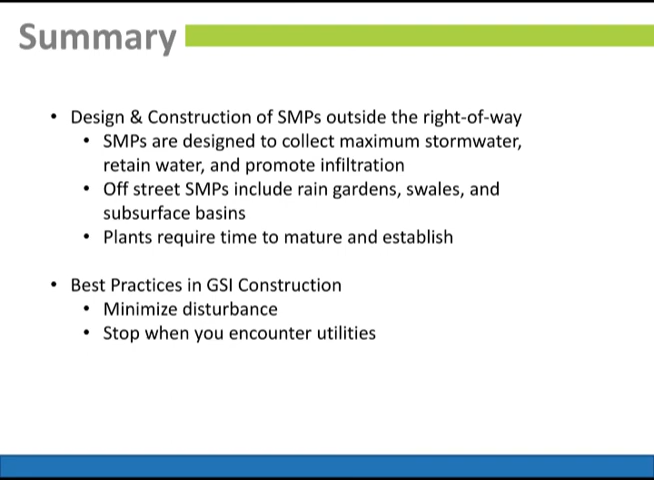 Summary
• Design & Construction of SMPs outside the right-of-way
• SMPs are designed to collect maximum stormwater,
retain water, and promote infiltration
• Off street SMPs include rain gardens, swales, and
subsurface basins
• Plants require time to mature and establish
• Best Practices in GSI Construction
• Minimize disturbance
• Stop when you encounter utilities